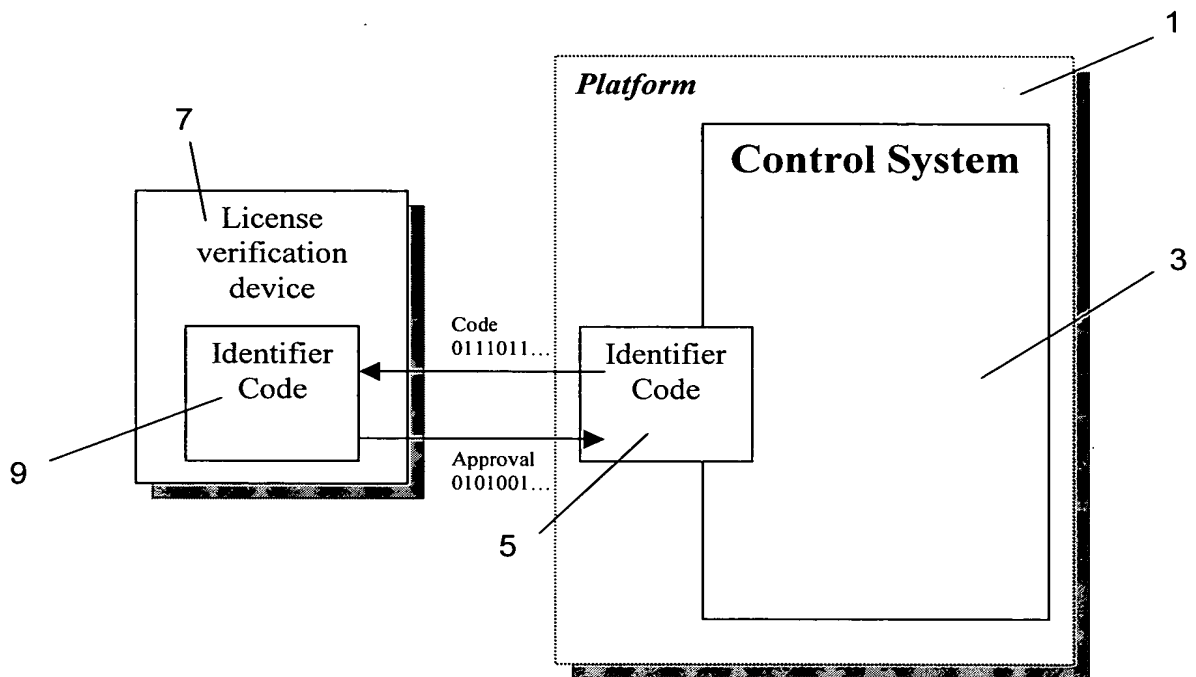 1
Platform
7
Control System
License
verification
device
3
Code
0111011...
Identifier
Code
Identifier
Code
9
Approval
0101001...
5